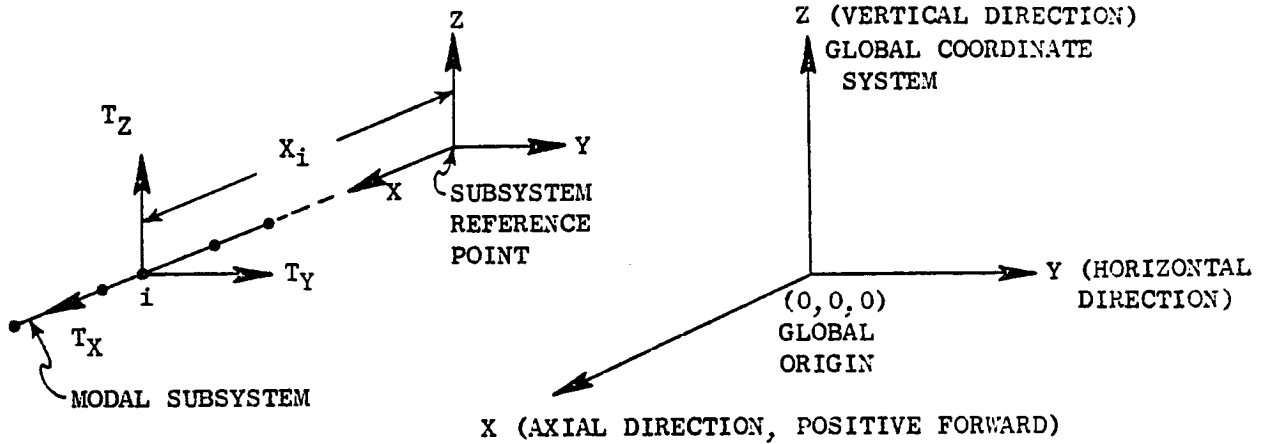 Z
Y
X
SUBSYSTEM
REFERENCE
POINT
X_i
T_Z
T_Y
T_X
i
MODAL SUBSYSTEM
Z (VERTICAL DIRECTION)
GLOBAL COORDINATE
SYSTEM
Y (HORIZONTAL
DIRECTION)
(0,0,0)
GLOBAL
ORIGIN
X (AXIAL DIRECTION, POSITIVE FORWARD)